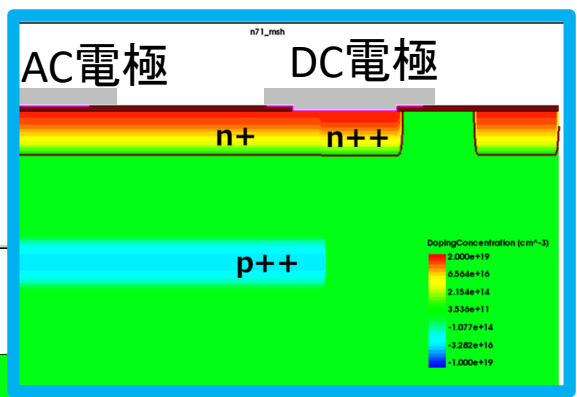 n71_msh
AC電極
DC電極
n+
n++
p++
DopingConcentration (cm^-3)
2.000e+19
6.564e+16
2.154e+14
3.536e+11
-1.077e+14
-3.282e+16
-1.000e+19